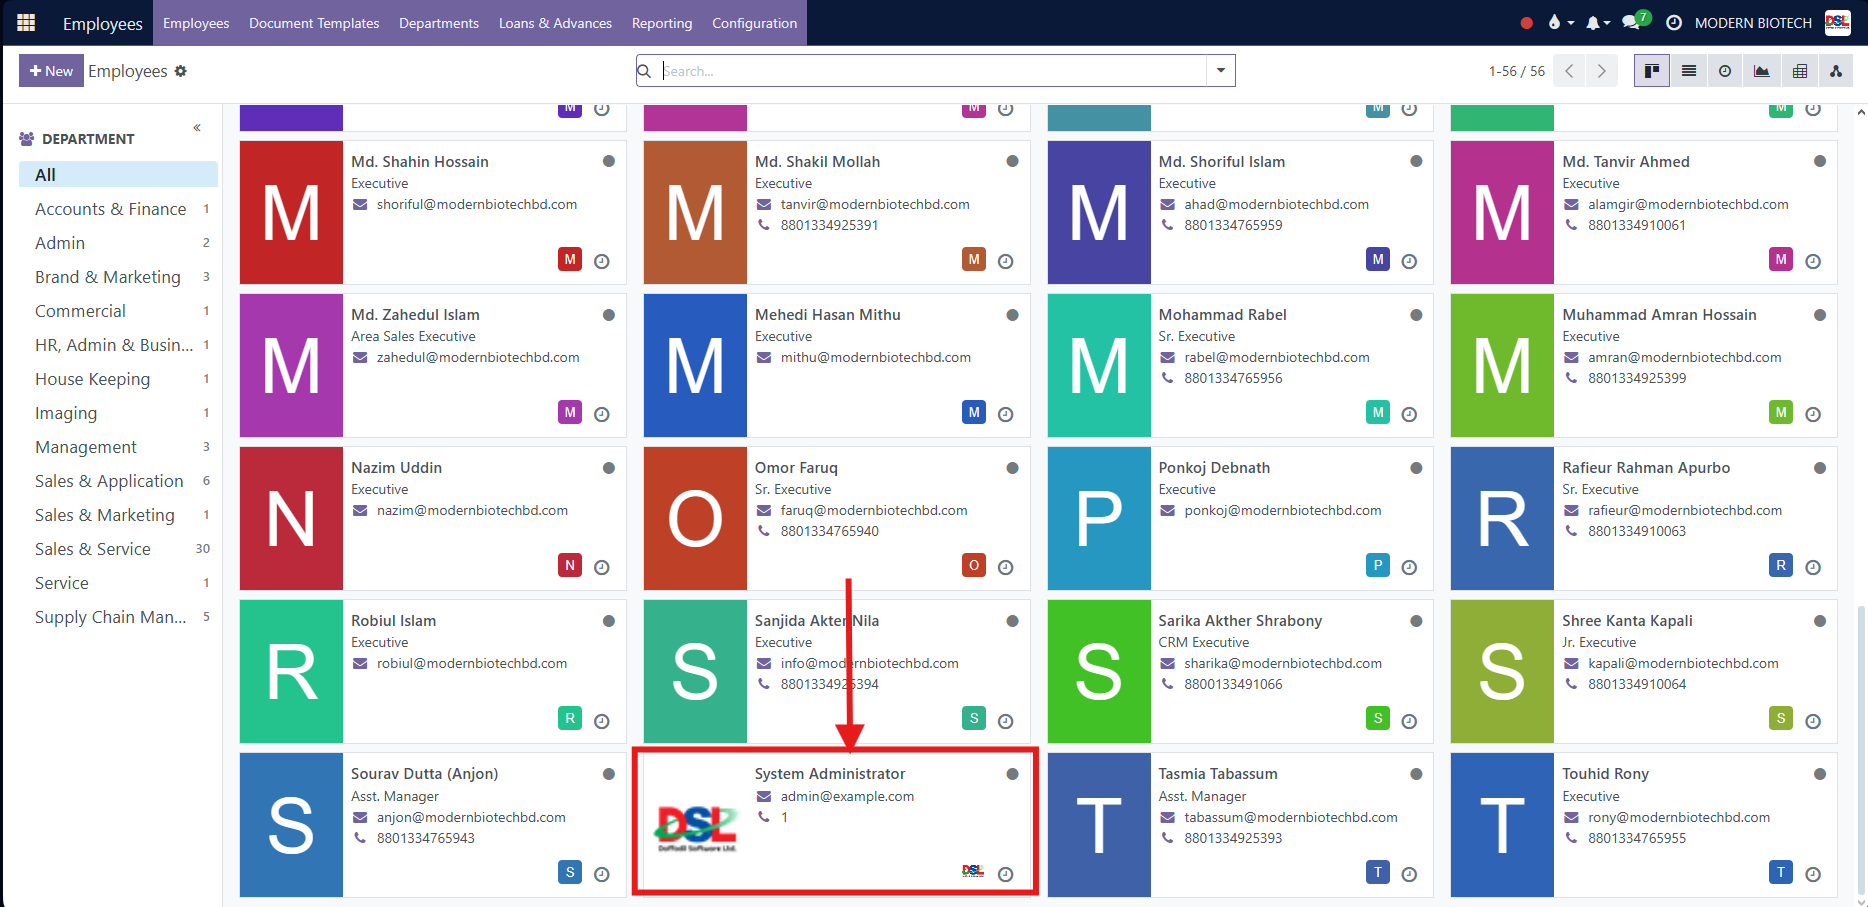 Employees Employees Document Templates Departments Loans & Advances Reporting Configuration 7 MODERN BIOTECH DSL
New Employees Search... 1-56 / 56
M M M M
DEPARTMENT
All
Accounts & Finance 1
Admin 2
Brand & Marketing 3
Commercial 1
HR, Admin & Busin... 1
House Keeping 1
Imaging 1
Management 3
Sales & Application 6
Sales & Marketing 1
Sales & Service 30
Service 1
Supply Chain Man... 5
M
Md. Shahin Hossain
Executive
shoriful@modernbiotechbd.com
M
M
Md. Shakil Mollah
Executive
tanvir@modernbiotechbd.com
8801334925391
M
M
Md. Shoriful Islam
Executive
ahad@modernbiotechbd.com
8801334765959
M
M
Md. Tanvir Ahmed
Executive
alamgir@modernbiotechbd.com
8801334910061
M
M
Md. Zahedul Islam
Area Sales Executive
zahedul@modernbiotechbd.com
M
M
Mehedi Hasan Mithu
Executive
mithu@modernbiotechbd.com
M
M
Mohammad Rabel
Sr. Executive
rabel@modernbiotechbd.com
8801334765956
M
M
Muhammad Amran Hossain
Executive
amran@modernbiotechbd.com
8801334925399
M
N
Nazim Uddin
Executive
nazim@modernbiotechbd.com
N
O
Omor Faruq
Sr. Executive
faruq@modernbiotechbd.com
8801334765940
O
P
Ponkoj Debnath
Executive
ponkoj@modernbiotechbd.com
P
R
Rafieur Rahman Apurbo
Sr. Executive
rafieur@modernbiotechbd.com
8801334910063
R
R
Robiul Islam
Executive
robiul@modernbiotechbd.com
R
S
Sanjida Akter Nila
Executive
info@modernbiotechbd.com
8801334925394
S
S
Sarika Akther Shrabony
CRM Executive
sharika@modernbiotechbd.com
8800133491066
S
S
Shree Kanta Kapali
Jr. Executive
kapali@modernbiotechbd.com
8801334910064
S
S
Sourav Dutta (Anjon)
Asst. Manager
anjon@modernbiotechbd.com
8801334765943
S
DSL
Daffodil Software Ltd.
System Administrator
admin@example.com
1
DSL
T
Tasmia Tabassum
Asst. Manager
tabassum@modernbiotechbd.com
8801334925393
T
T
Touhid Rony
Executive
rony@modernbiotechbd.com
8801334765955
T